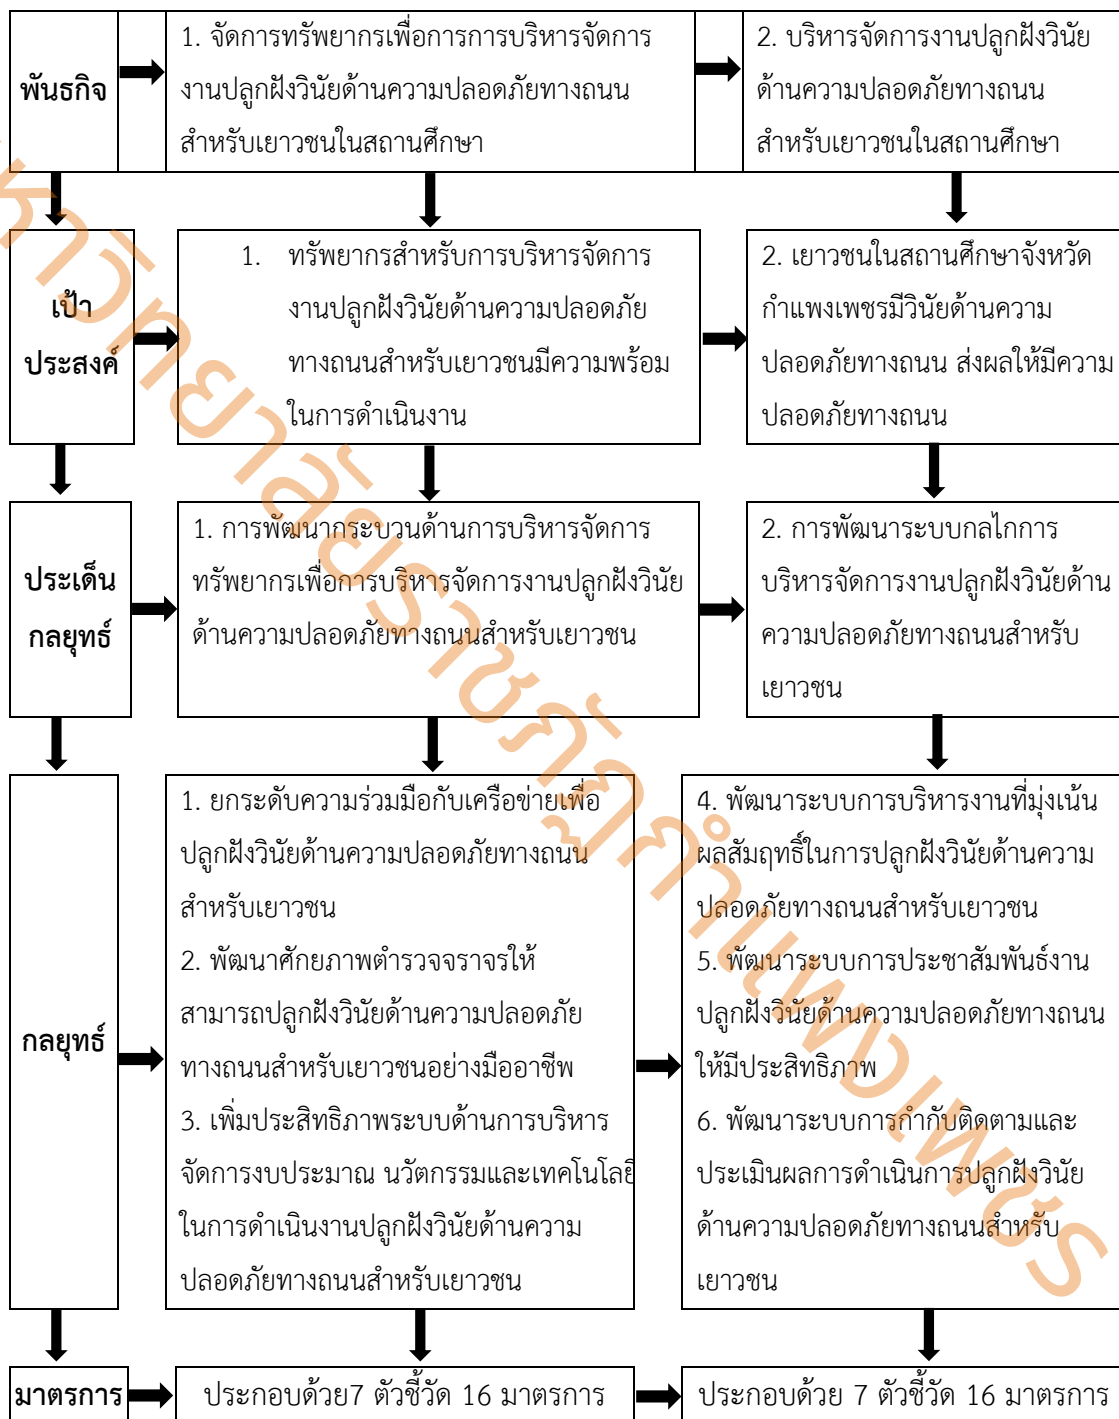 พันธกิจ
1. จัดการทรัพยากรเพื่อการการบริหารจัดการ
งานปลูกฝังวินัยด้านความปลอดภัยทางถนน
สำหรับเยาวชนในสถานศึกษา
2. บริหารจัดการงานปลูกฝังวินัย
ด้านความปลอดภัยทางถนน
สำหรับเยาวชนในสถานศึกษา
เป้า
ประสงค์
1. ทรัพยากรสำหรับการบริหารจัดการ
งานปลูกฝังวินัยด้านความปลอดภัย
ทางถนนสำหรับเยาวชนมีความพร้อม
ในการดำเนินงาน
2. เยาวชนในสถานศึกษาจังหวัด
กำแพงเพชรมีวินัยด้านความ
ปลอดภัยทางถนน ส่งผลให้มีความ
ปลอดภัยทางถนน
ประเด็น
กลยุทธ์
1. การพัฒนากระบวนด้านการบริหารจัดการ
ทรัพยากรเพื่อการบริหารจัดการงานปลูกฝังวินัย
ด้านความปลอดภัยทางถนนสำหรับเยาวชน
2. การพัฒนาระบบกลไกการ
บริหารจัดการงานปลูกฝังวินัยด้าน
ความปลอดภัยทางถนนสำหรับ
เยาวชน
กลยุทธ์
1. ยกระดับความร่วมมือกับเครือข่ายเพื่อ
ปลูกฝังวินัยด้านความปลอดภัยทางถนน
สำหรับเยาวชน
2. พัฒนาศักยภาพตำรวจจราจรให้
สามารถปลูกฝังวินัยด้านความปลอดภัย
ทางถนนสำหรับเยาวชนอย่างมืออาชีพ
3. เพิ่มประสิทธิภาพระบบด้านการบริหาร
จัดการงบประมาณ นวัตกรรมและเทคโนโลยี
ในการดำเนินงานปลูกฝังวินัยด้านความ
ปลอดภัยทางถนนสำหรับเยาวชน
4. พัฒนาระบบการบริหารงานที่มุ่งเน้น
ผลสัมฤทธิ์ในการปลูกฝังวินัยด้านความ
ปลอดภัยทางถนนสำหรับเยาวชน
5. พัฒนาระบบการประชาสัมพันธ์งาน
ปลูกฝังวินัยด้านความปลอดภัยทางถนน
ให้มีประสิทธิภาพ
6. พัฒนาระบบการกำกับติดตามและ
ประเมินผลการดำเนินการปลูกฝังวินัย
ด้านความปลอดภัยทางถนนสำหรับ
เยาวชน
มาตรการ
ประกอบด้วย7 ตัวชี้วัด 16 มาตรการ
ประกอบด้วย 7 ตัวชี้วัด 16 มาตรการ
หาวิทยาลัยราชภัฏกำแพงเพชร